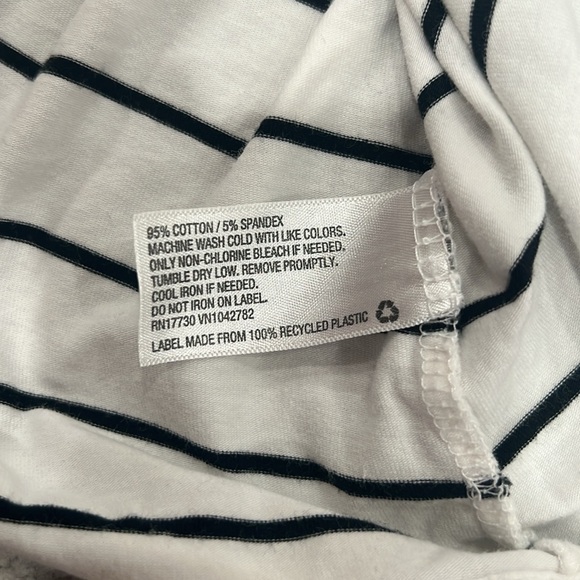 95% COTTON / 5% SPANDEX
MACHINE WASH COLD WITH LIKE COLORS.
ONLY NON-CHLORINE BLEACH IF NEEDED.
TUMBLE DRY LOW. REMOVE PROMPTLY.
COOL IRON IF NEEDED.
DO NOT IRON ON LABEL.
RN17730 VN1042782
LABEL MADE FROM 100% RECYCLED PLASTIC